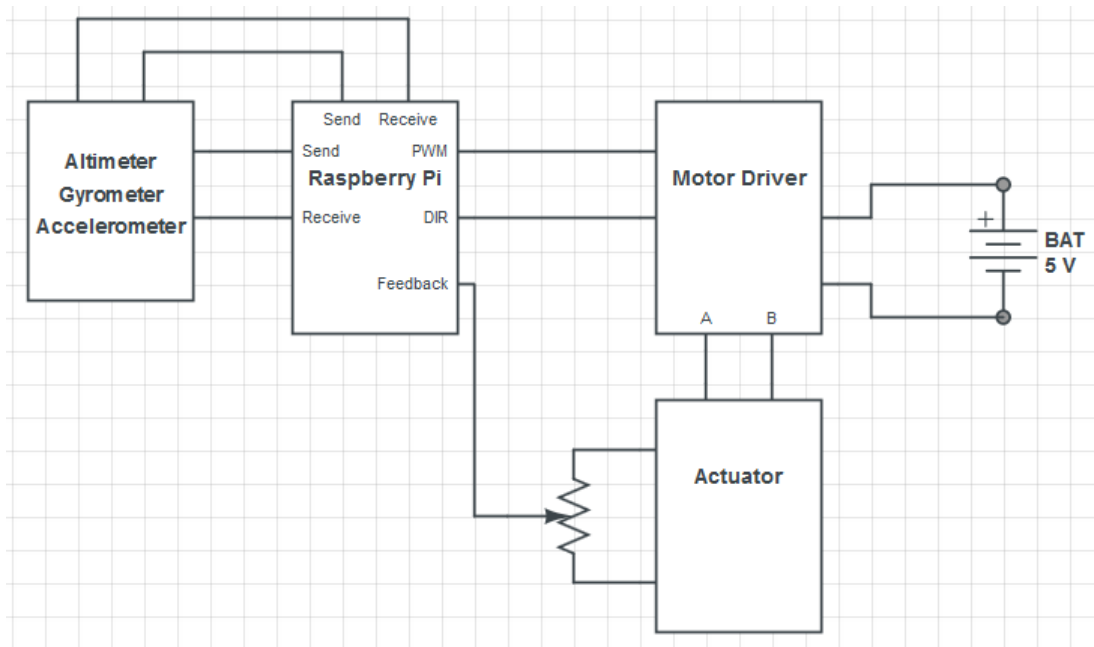 Altimeter
Gyrometer
Accelerometer
Send Receive
Send PWM
Raspberry Pi
Receive DIR
Feedback
Motor Driver
A B
+
BAT
5 V
Actuator